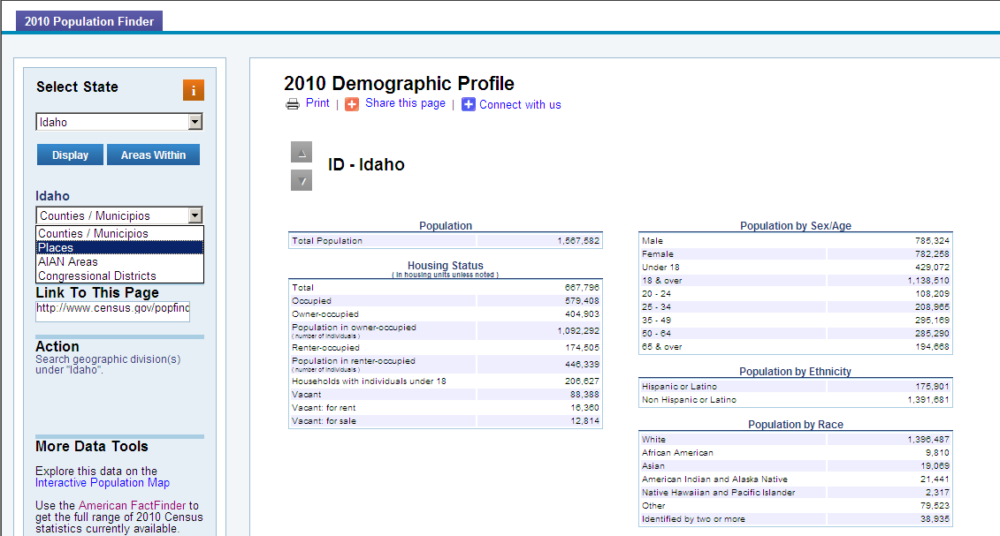 2010 Population Finder
Select State
i
Idaho
Display
Areas Within
Idaho
Counties / Municipios
Counties / Municipios
Places
AIAN Areas
Congressional Districts
Link To This Page
http://www.census.gov/popfind
Action
Search geographic division(s)
under "Idaho".
More Data Tools
Explore this data on the
Interactive Population Map
Use the American FactFinder to
get the full range of 2010 Census
statistics currently available.
2010 Demographic Profile
Print | Share this page | Connect with us
ID - Idaho
Population
Total Population 1,567,582
Housing Status
( in housing units unless noted )
Total 667,796
Occupied 579,408
Owner-occupied 404,903
Population in owner-occupied 1,092,292
( number of individuals )
Renter-occupied 174,505
Population in renter-occupied 446,339
( number of individuals )
Households with individuals under 18 206,627
Vacant 88,388
Vacant: for rent 16,360
Vacant: for sale 12,814
Population by Sex/Age
Male 785,324
Female 782,258
Under 18 429,072
18 & over 1,138,510
20 - 24 108,209
25 - 34 208,965
35 - 49 295,169
50 - 64 285,290
65 & over 194,668
Population by Ethnicity
Hispanic or Latino 175,901
Non Hispanic or Latino 1,391,681
Population by Race
White 1,396,487
African American 9,810
Asian 19,069
American Indian and Alaska Native 21,441
Native Hawaiian and Pacific Islander 2,317
Other 79,523
Identified by two or more 38,935